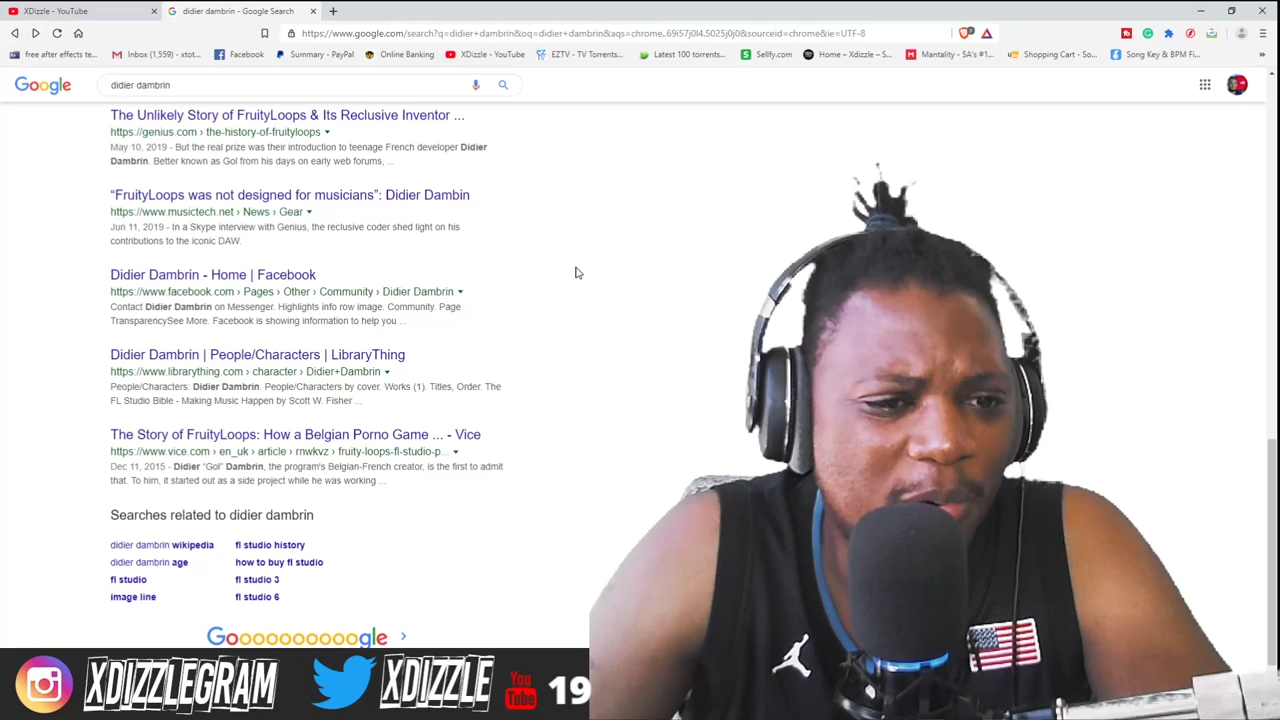 XDizzle - YouTube
didier dambrin - Google Search
https://www.google.com/search?q=didier+dambrin&oq=didier+dambrin&aqs=chrome..69i57j0l4.5025j0j0&sourceid=chrome&ie=UTF-8
free after effects te... Inbox (1,559) - xtot... Facebook Summary - PayPal Online Banking XDizzle - YouTube EZTV - TV Torrents... Latest 100 torrents... Sellfy.com Home – Xdizzle – S... Mantality - SA's #1... Shopping Cart - So... Song Key & BPM Fi...
Google didier dambrin
The Unlikely Story of FruityLoops & Its Reclusive Inventor ...
https://genius.com › the-history-of-fruityloops
May 10, 2019 - But the real prize was their introduction to teenage French developer Didier
Dambrin. Better known as Gol from his days on early web forums, ...
“FruityLoops was not designed for musicians”: Didier Dambin
https://www.musictech.net › News › Gear
Jun 11, 2019 - In a Skype interview with Genius, the reclusive coder shed light on his
contributions to the iconic DAW.
Didier Dambrin - Home | Facebook
https://www.facebook.com › Pages › Other › Community › Didier Dambrin
Contact Didier Dambrin on Messenger. Highlights info row image. Community. Page
TransparencySee More. Facebook is showing information to help you ...
Didier Dambrin | People/Characters | LibraryThing
https://www.librarything.com › character › Didier+Dambrin
People/Characters: Didier Dambrin. People/Characters by cover. Works (1). Titles, Order. The
FL Studio Bible - Making Music Happen by Scott W. Fisher ...
The Story of FruityLoops: How a Belgian Porno Game ... - Vice
https://www.vice.com › en_uk › article › rnwkvz › fruity-loops-fl-studio-p...
Dec 11, 2015 - Didier “Gol” Dambrin, the program's Belgian-French creator, is the first to admit
that. To him, it started out as a side project while he was working ...
Searches related to didier dambrin
didier dambrin wikipedia fl studio history
didier dambrin age how to buy fl studio
fl studio fl studio 3
image line fl studio 6
Goooooooooogle
XDIZZLEGRAM XDIZZLE You Tube 19